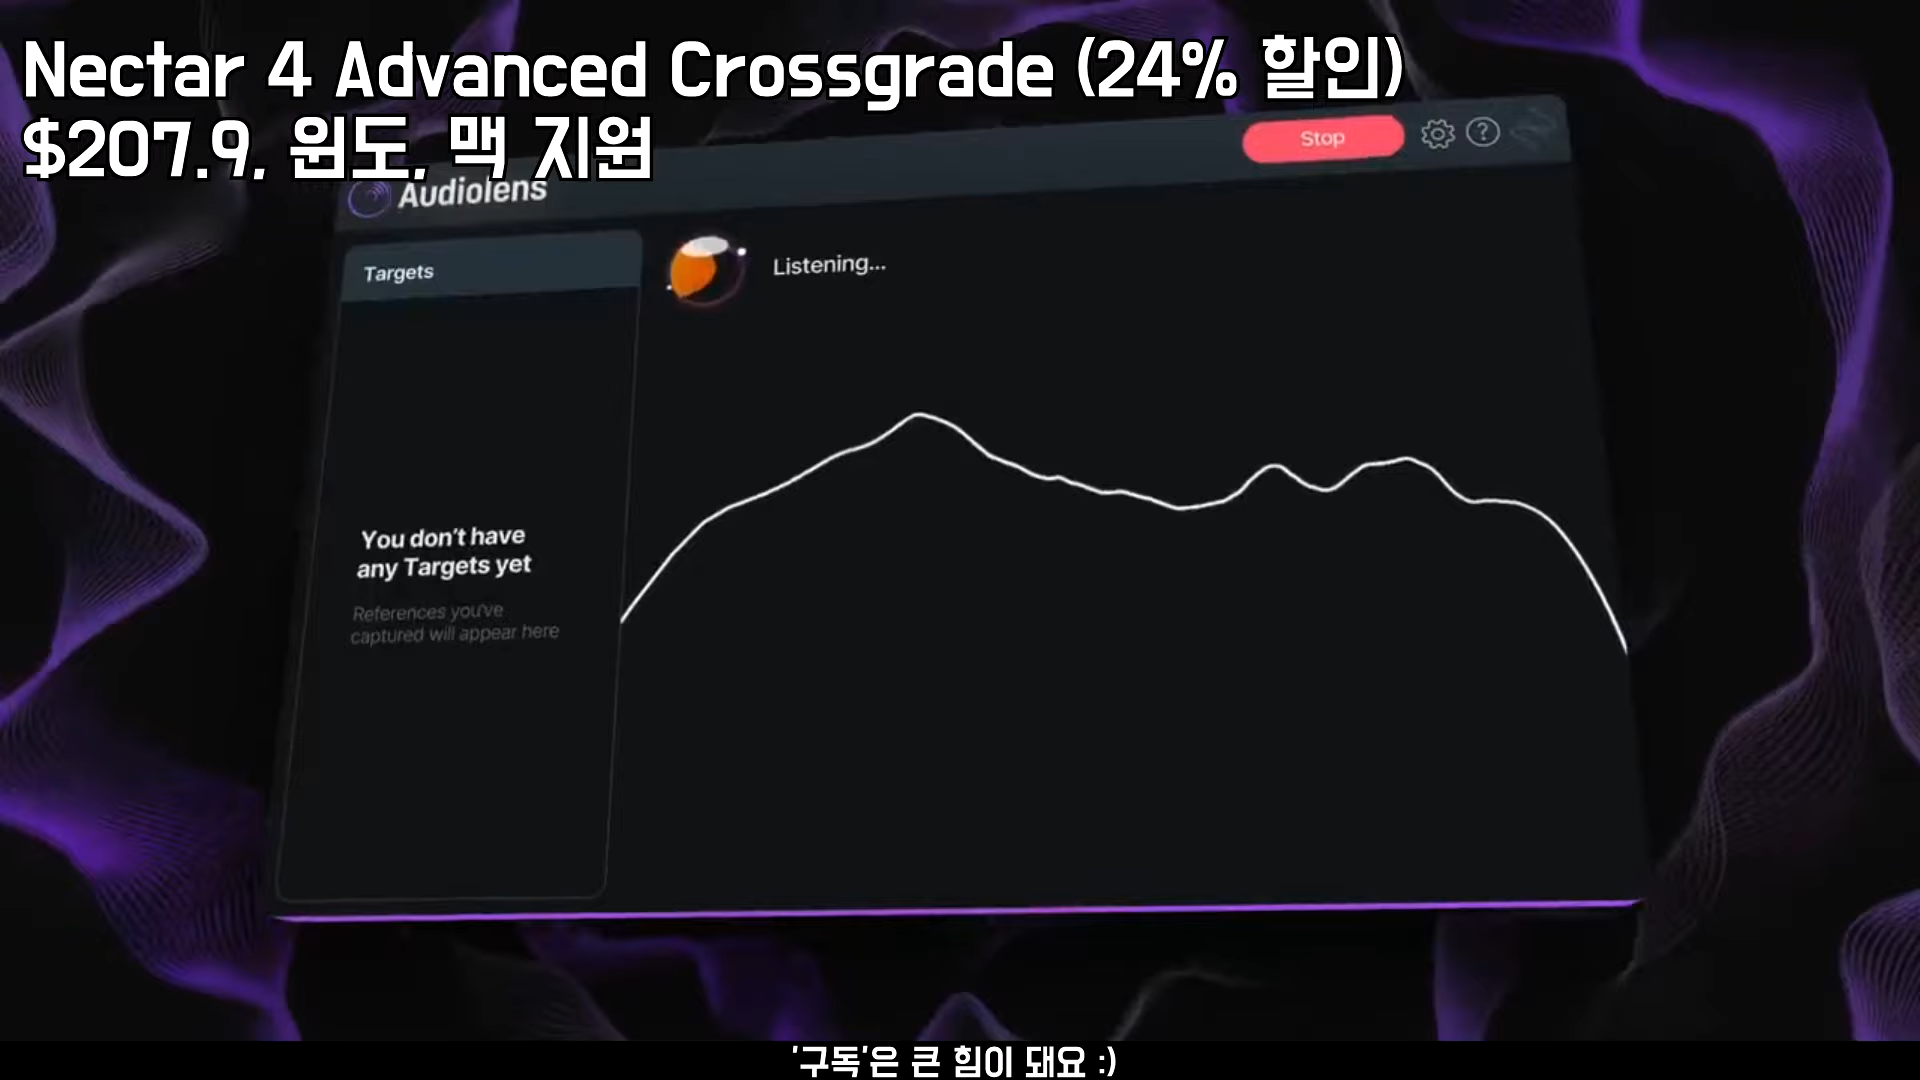 Nectar 4 Advanced Crossgrade (24% 할인)
$207.9, 윈도, 맥 지원
Stop
?
Audiolens
Targets
Listening...
You don't have
any Targets yet
References you've
captured will appear here
'구독'은 큰 힘이 돼요 :)